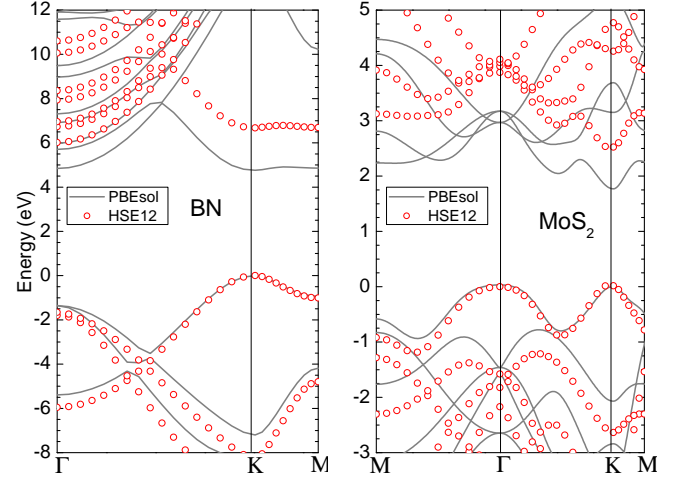 12
10
8
6
4
2
0
-2
-4
-6
-8
Energy (eV)
PBEsol
HSE12
BN
Γ
K
M
5
4
3
2
1
0
-1
-2
-3
PBEsol
HSE12
MoS₂
M
Γ
K
M